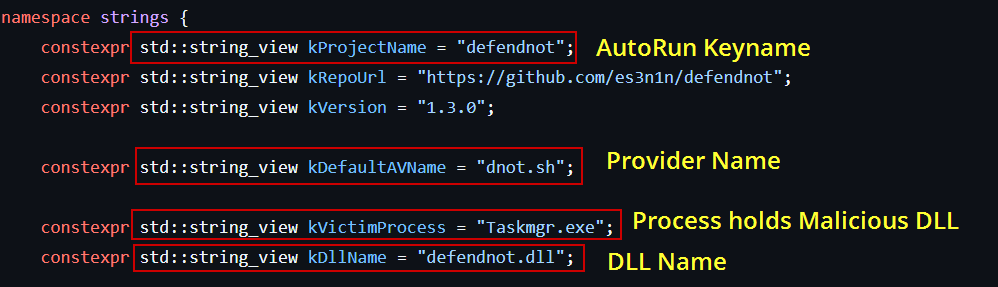 namespace strings {
constexpr std::string_view kProjectName = "defendnot"; AutoRun Keyname
constexpr std::string_view kRepoUrl = "https://github.com/es3n1n/defendnot";
constexpr std::string_view kVersion = "1.3.0";
constexpr std::string_view kDefaultAVName = "dnot.sh"; Provider Name
constexpr std::string_view kVictimProcess = "Taskmgr.exe"; Process holds Malicious DLL
constexpr std::string_view kDllName = "defendnot.dll"; DLL Name